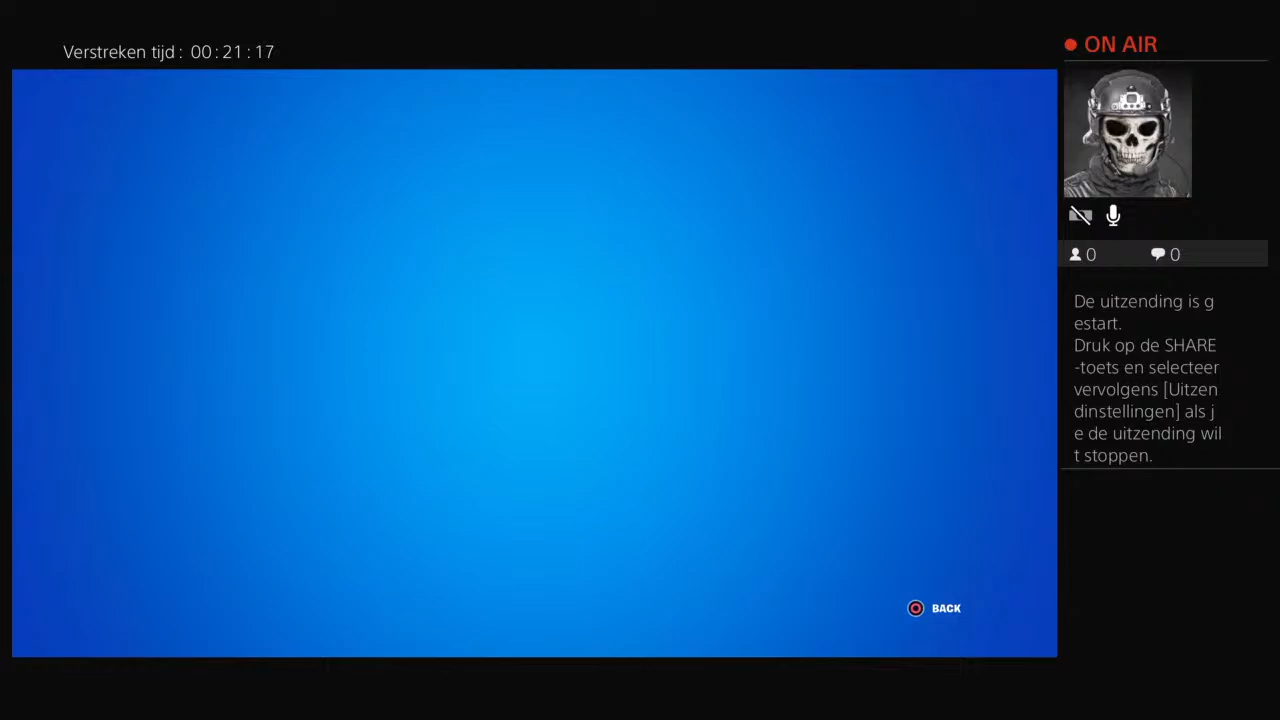 Verstreken tijd: 00:21:17
ON AIR
0 0
De uitzending is g
estart.
Druk op de SHARE
-toets en selecteer
vervolgens [Uitzen
dinstellingen] als j
e de uitzending wil
t stoppen.
BACK